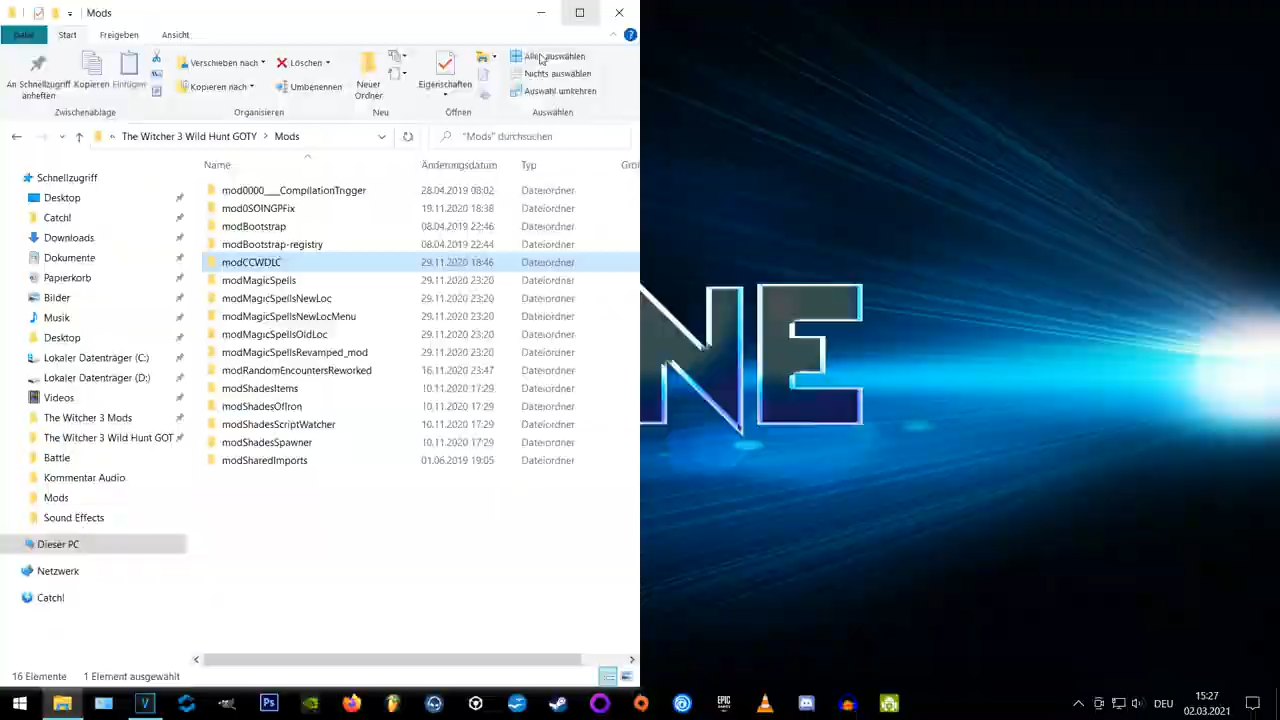 Mods
Datei
Start
Freigeben
Ansicht
An Schnellzugriff anheften
Kopieren
Einfügen
Zwischenablage
Verschieben nach
Kopieren nach
Löschen
Umbenennen
Organisieren
Neuer Ordner
Neu
Eigenschaften
Öffnen
Alles auswählen
Nichts auswählen
Auswahl umkehren
Auswählen
The Witcher 3 Wild Hunt GOTY > Mods
"Mods" durchsuchen
Name Änderungsdatum Typ Grö
mod0000___CompilationTrigger 28.04.2019 08:02 Dateiordner
mod0SOINGPFix 19.11.2020 18:38 Dateiordner
modBootstrap 08.04.2019 22:46 Dateiordner
modBootstrap-registry 08.04.2019 22:44 Dateiordner
modCCWDLC 29.11.2020 18:46 Dateiordner
modMagicSpells 29.11.2020 23:20 Dateiordner
modMagicSpellsNewLoc 29.11.2020 23:20 Dateiordner
modMagicSpellsNewLocMenu 29.11.2020 23:20 Dateiordner
modMagicSpellsOldLoc 29.11.2020 23:20 Dateiordner
modMagicSpellsRevamped_mod 29.11.2020 23:20 Dateiordner
modRandomEncountersReworked 16.11.2020 23:47 Dateiordner
modShadesItems 10.11.2020 17:29 Dateiordner
modShadesOfIron 10.11.2020 17:29 Dateiordner
modShadesScriptWatcher 10.11.2020 17:29 Dateiordner
modShadesSpawner 10.11.2020 17:29 Dateiordner
modSharedImports 01.06.2019 19:05 Dateiordner
Schnellzugriff
Desktop
Catch!
Downloads
Dokumente
Papierkorb
Bilder
Musik
Desktop
Lokaler Datenträger (C:)
Lokaler Datenträger (D:)
Videos
The Witcher 3 Mods
The Witcher 3 Wild Hunt GOT
Battle
Kommentar Audio
Mods
Sound Effects
Dieser PC
Netzwerk
Catch!
16 Elemente 1 Element ausgewählt
NE
Ps
V
EPIC
DEU
15:27
02.03.2021